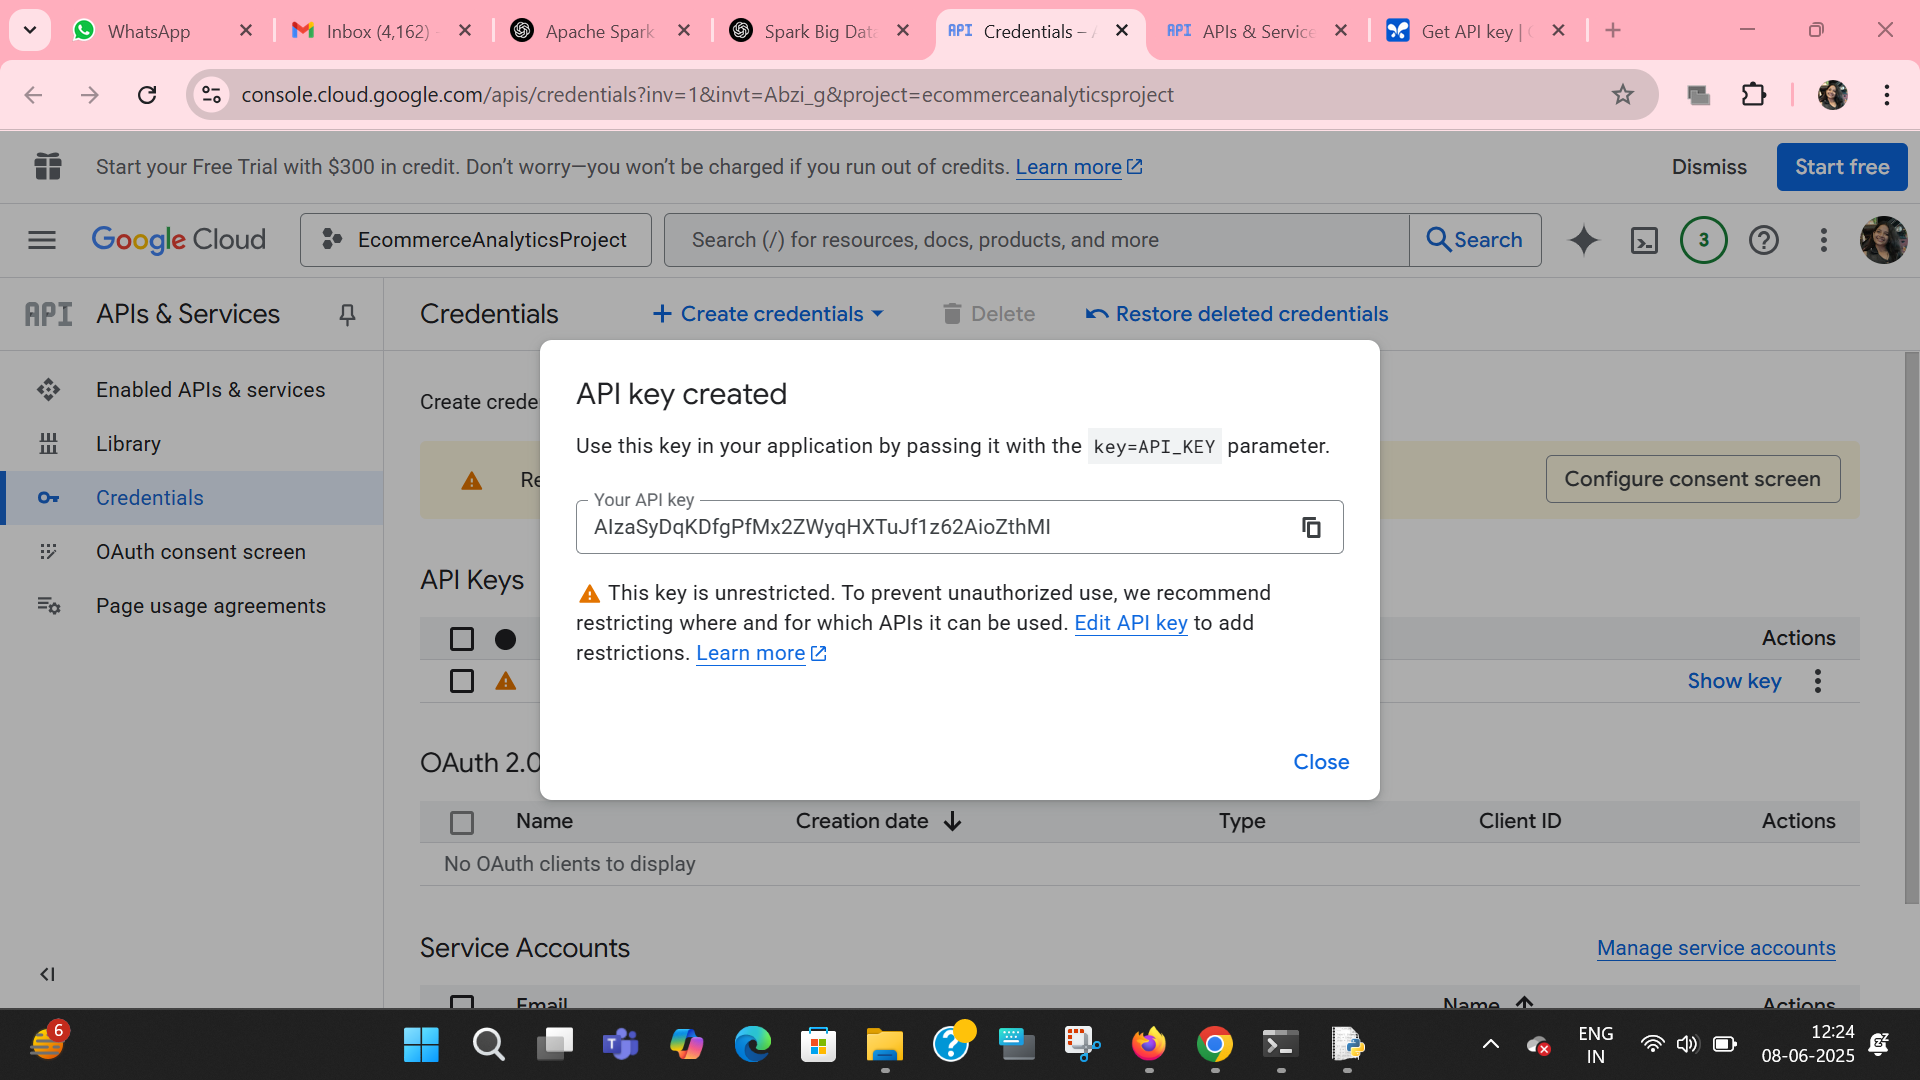 WhatsApp
Inbox (4,162)
Apache Spark
Spark Big Data
API Credentials –
API APIs & Service
Get API key |
console.cloud.google.com/apis/credentials?inv=1&invt=Abzi_g&project=ecommerceanalyticsproject
Start your Free Trial with $300 in credit. Don’t worry—you won’t be charged if you run out of credits. Learn more
Dismiss
Start free
Google Cloud
EcommerceAnalyticsProject
Search (/) for resources, docs, products, and more
Search
3
API APIs & Services
Credentials
Create credentials
Delete
Restore deleted credentials
Enabled APIs & services
Library
Credentials
OAuth consent screen
Page usage agreements
Create crede
Re
Configure consent screen
API key created
Use this key in your application by passing it with the key=API_KEY parameter.
Your API key
AIzaSyDqKDfgPfMx2ZWyqHXTuJf1z62AioZthMI
This key is unrestricted. To prevent unauthorized use, we recommend
restricting where and for which APIs it can be used. Edit API key to add
restrictions. Learn more
Close
API Keys
Actions
Show key
OAuth 2.0
Name
Creation date
Type
Client ID
Actions
No OAuth clients to display
Service Accounts
Manage service accounts
Email
Name
Actions
6
ENG
IN
12:24
08-06-2025